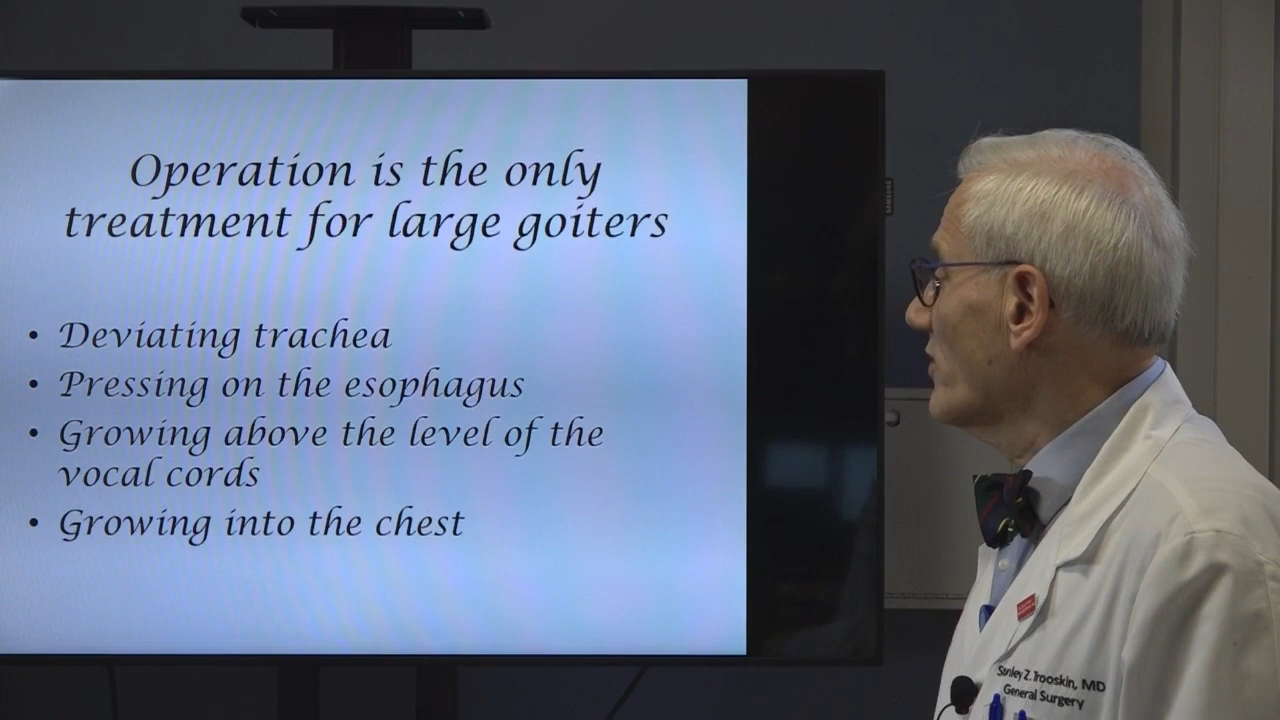 Operation is the only
treatment for large goiters
• Deviating trachea
• Pressing on the esophagus
• Growing above the level of the
vocal cords
• Growing into the chest
SAMSUNG
Stanley Z. Trooskin, MD
General Surgery